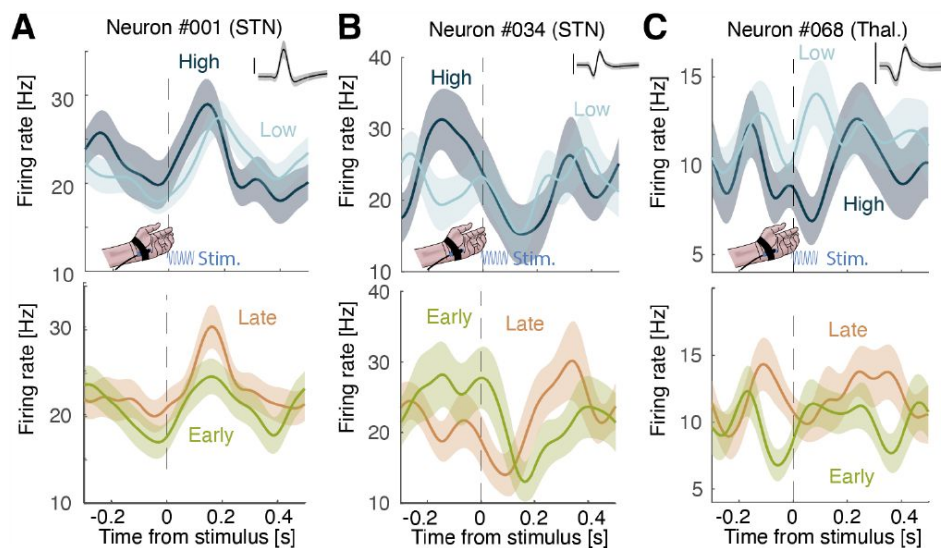 A
Neuron #001 (STN)
High
Low
Firing rate [Hz]
30
20
10
Stim.
B
Neuron #034 (STN)
High
Low
Firing rate [Hz]
40
30
20
10
Stim.
C
Neuron #068 (Thal.)
Low
High
Firing rate [Hz]
15
10
5
Stim.
Late
Early
Firing rate [Hz]
40
30
20
10
-0.2 0 0.2 0.4
Time from stimulus [s]
Early
Late
Firing rate [Hz]
40
30
20
10
-0.2 0 0.2 0.4
Time from stimulus [s]
Late
Early
Firing rate [Hz]
15
10
5
-0.2 0 0.2 0.4
Time from stimulus [s]